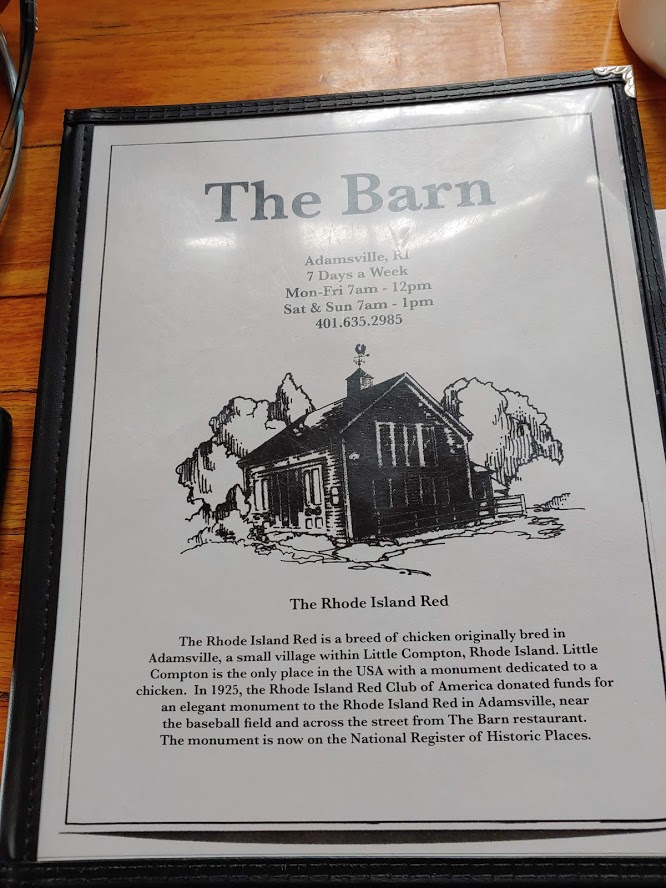 The Barn
Adamsville, RI
7 Days a Week
Mon-Fri 7am - 12pm
Sat & Sun 7am - 1pm
401.635.2985
The Rhode Island Red
The Rhode Island Red is a breed of chicken originally bred in
Adamsville, a small village within Little Compton, Rhode Island. Little
Compton is the only place in the USA with a monument dedicated to a
chicken. In 1925, the Rhode Island Red Club of America donated funds for
an elegant monument to the Rhode Island Red in Adamsville, near
the baseball field and across the street from The Barn restaurant.
The monument is now on the National Register of Historic Places.